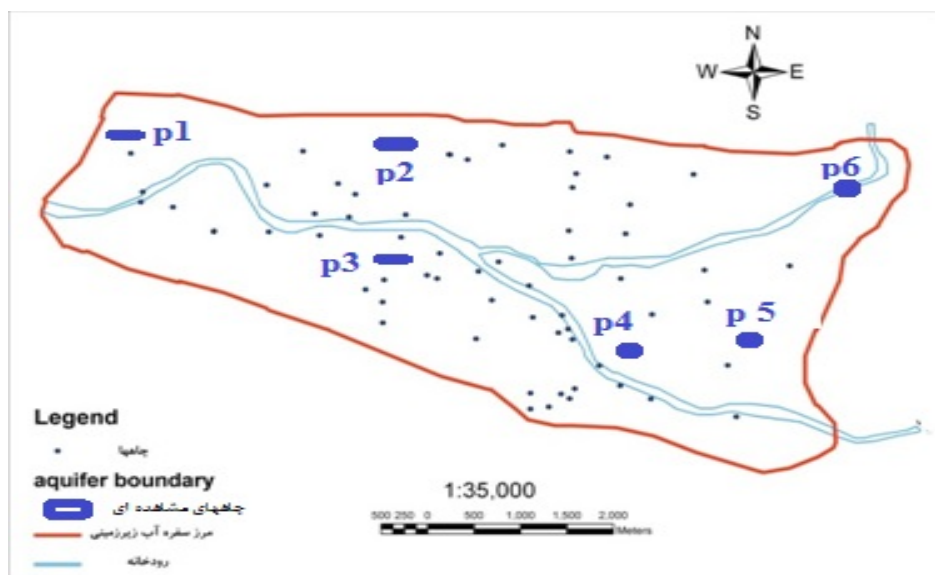 N
W E
S
p1
p2
p6
p3
p4
p 5
Legend
چاهها
aquifer boundary
چاههای مشاهده ای
مرز سفره آب زیرزمینی
رودخانه
1:35,000
500 250 0 500 1,000 1,500 2,000
Meters